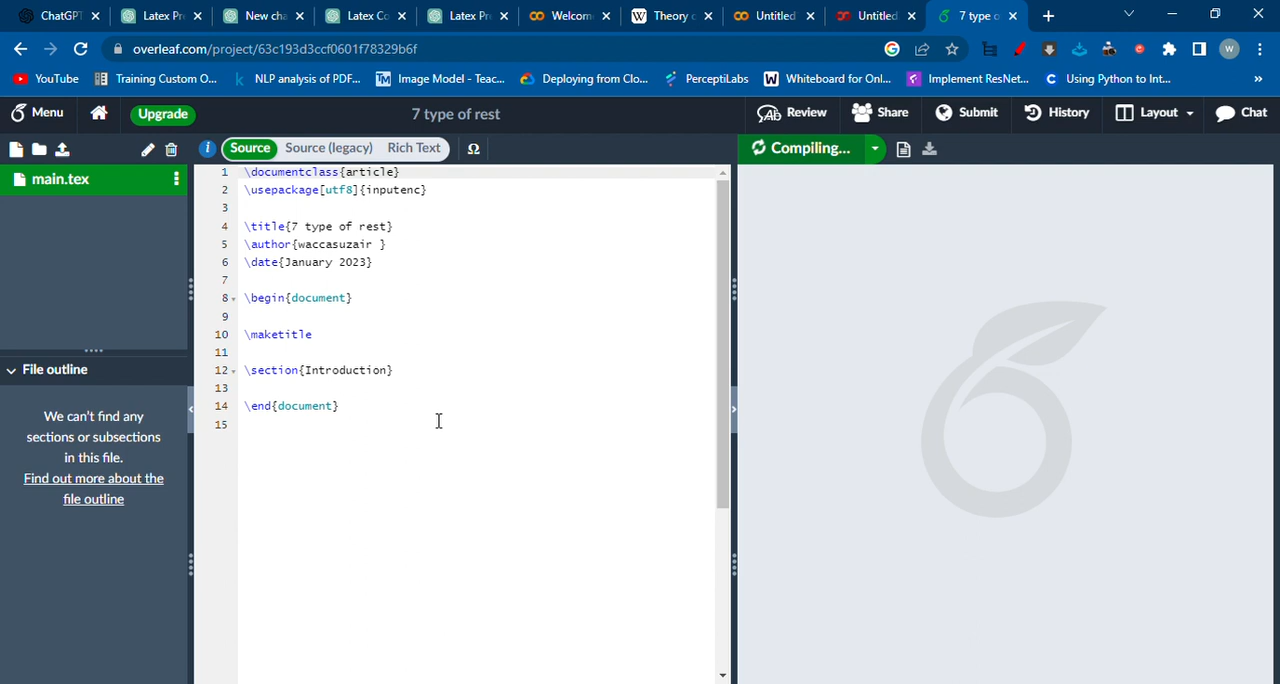 ChatGPT
Latex Pr
New cha
Latex Co
Latex Pr
Welcom
Theory o
Untitled
Untitled
7 type o
overleaf.com/project/63c193d3ccf0601f78329b6f
W
YouTube
Training Custom O...
NLP analysis of PDF...
Image Model - Teac...
Deploying from Clo...
PerceptiLabs
Whiteboard for Onl...
Implement ResNet...
Using Python to Int...
»
Menu
Upgrade
7 type of rest
Review
Share
Submit
History
Layout
Chat
Source
Source (legacy)
Rich Text
Ω
Compiling...
main.tex
1 \documentclass{article}
2 \usepackage[utf8]{inputenc}
3
4 \title{7 type of rest}
5 \author{waccasuzair }
6 \date{January 2023}
7
8 \begin{document}
9
10 \maketitle
11
12 \section{Introduction}
13
14 \end{document}
15
File outline
We can't find any
sections or subsections
in this file.
Find out more about the
file outline